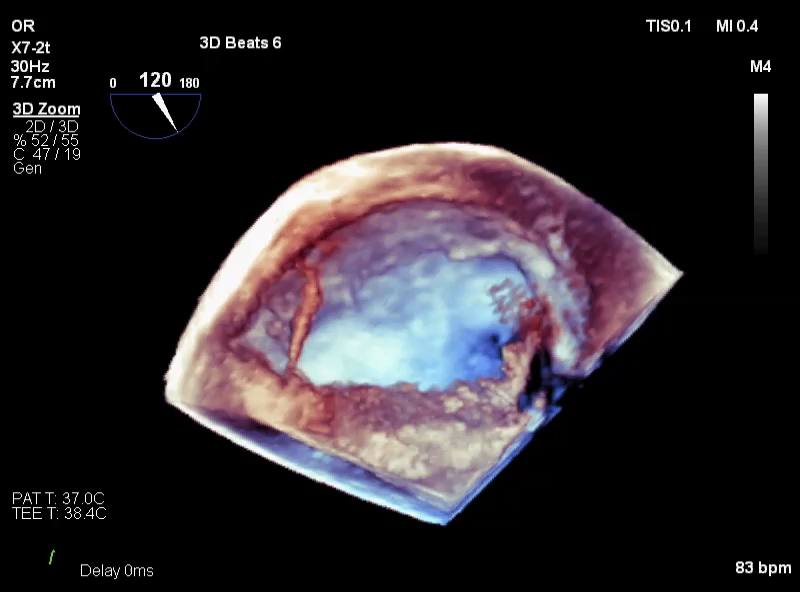 OR
X7-2t
30Hz
7.7cm
3D Zoom
2D / 3D
% 52 / 55
C 47 / 19
Gen
3D Beats 6
0 120 180
TIS0.1 MI 0.4
M4
PAT T: 37.0C
TEE T: 38.4C
Delay 0ms
83 bpm